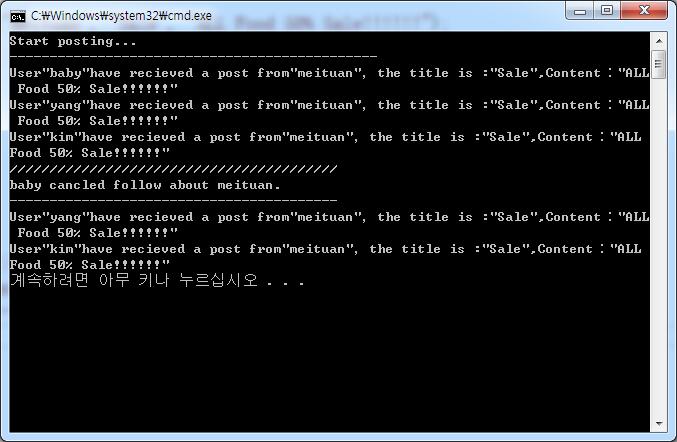 C:₩Windows₩system32₩cmd.exe
Start posting...
----------------------------------------------
User"baby"have recieved a post from"meituan", the title is :"Sale",Content："ALL
Food 50% Sale!!!!!!"
User"yang"have recieved a post from"meituan", the title is :"Sale",Content："ALL
Food 50% Sale!!!!!!"
User"kim"have recieved a post from"meituan", the title is :"Sale",Content："ALL
Food 50% Sale!!!!!!"
/////////////////////////////////////////
baby cancled follow about meituan.
-----------------------------------------
User"yang"have recieved a post from"meituan", the title is :"Sale",Content："ALL
Food 50% Sale!!!!!!"
User"kim"have recieved a post from"meituan", the title is :"Sale",Content："ALL
Food 50% Sale!!!!!!"
계속하려면 아무 키나 누르십시오 . . .